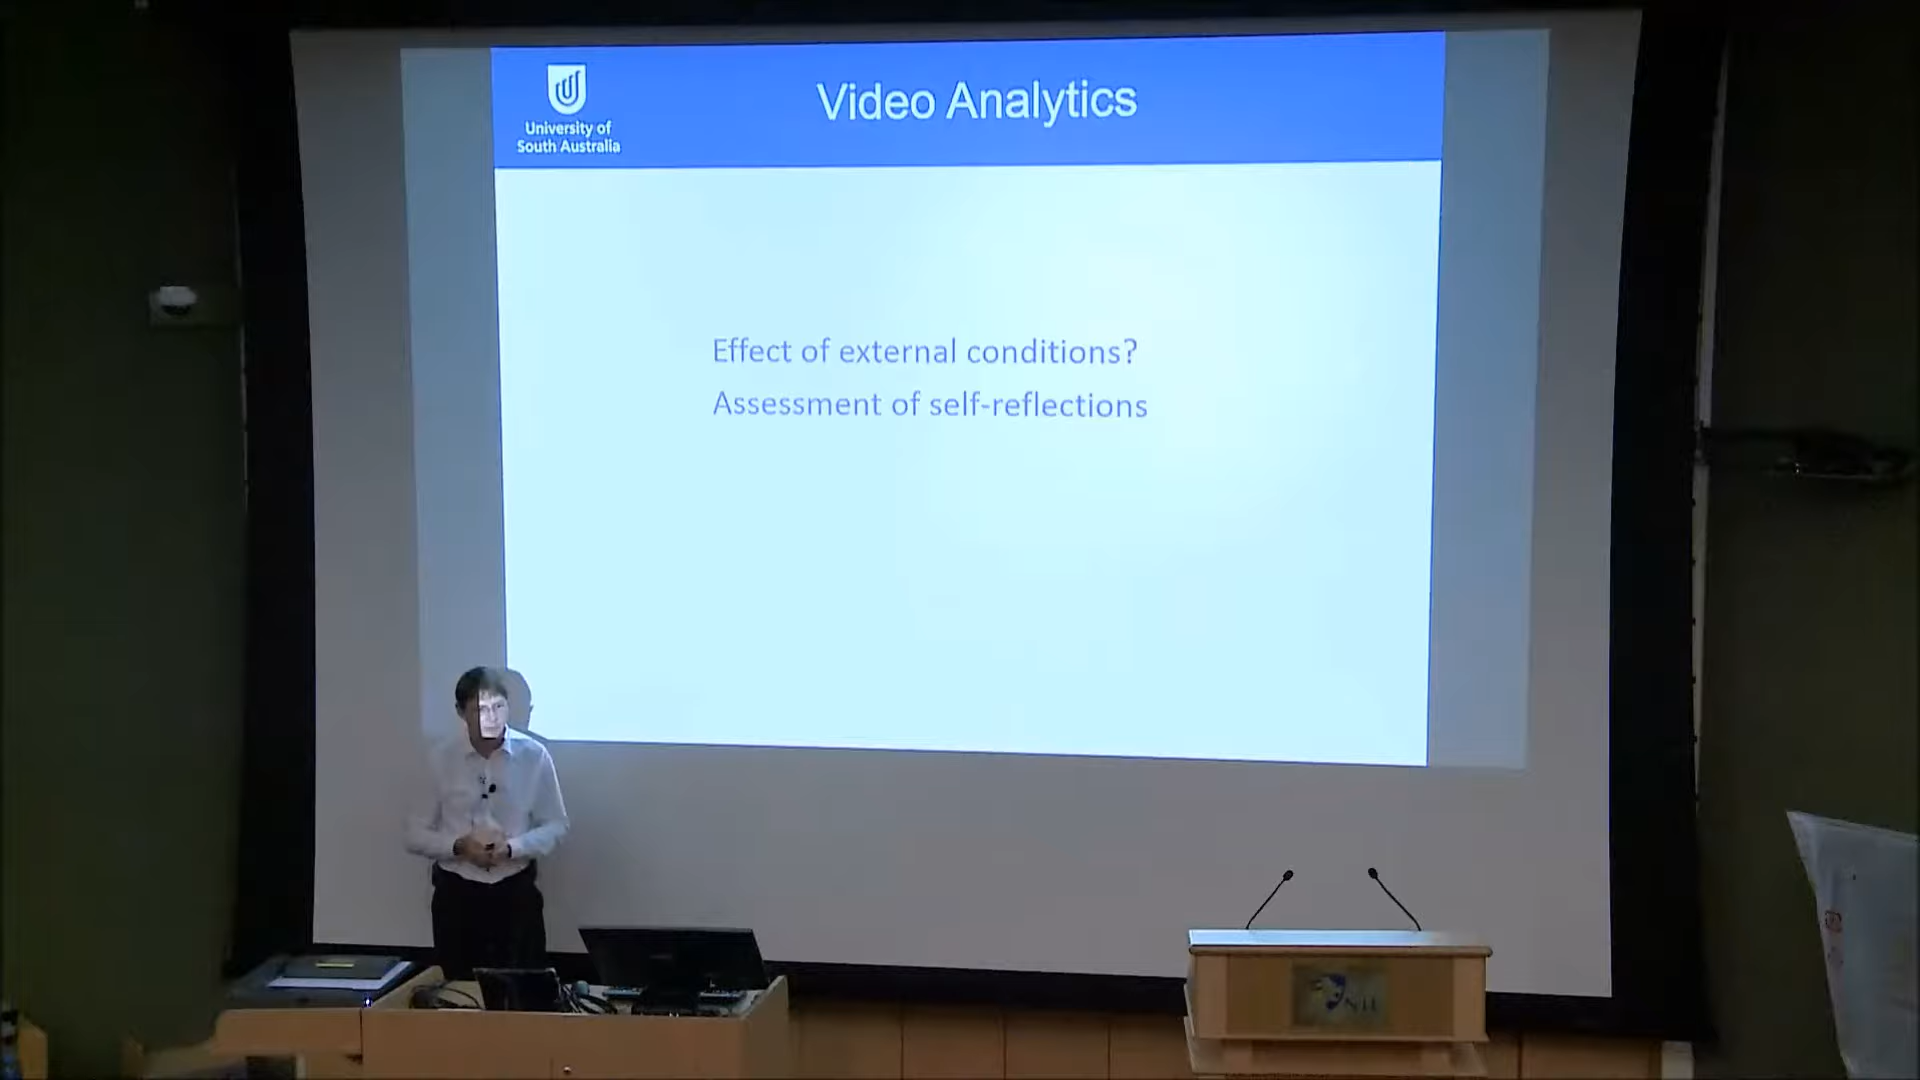 Video Analytics
University of
South Australia
Effect of external conditions?
Assessment of self-reflections